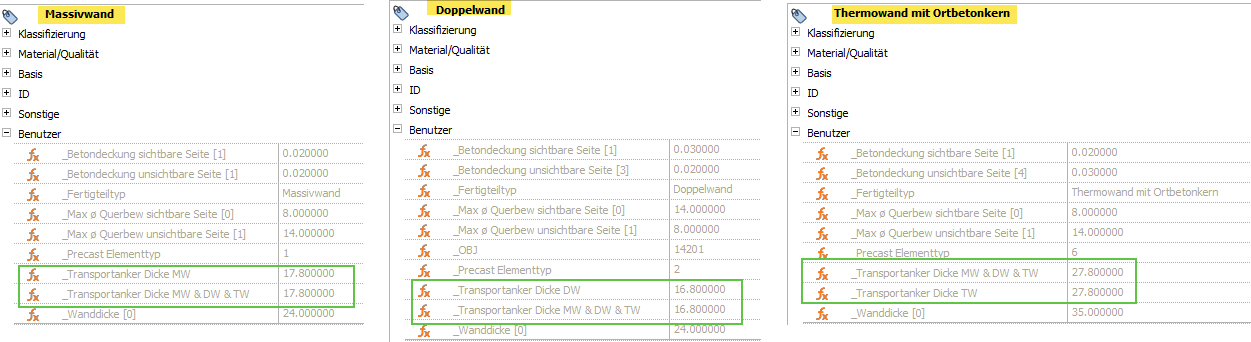 Massivwand
Klassifizierung
Material/Qualität
Basis
ID
Sonstige
Benutzer
_Betondeckung sichtbare Seite [1] 0.020000
_Betondeckung unsichtbare Seite [1] 0.020000
_Fertigteiltyp Massivwand
_Max ø Querbew sichtbare Seite [0] 8.000000
_Max ø Querbew unsichtbare Seite [1] 14.000000
_Precast Elementtyp 1
_Transportanker Dicke MW 17.800000
_Transportanker Dicke MW & DW & TW 17.800000
_Wanddicke [0] 24.000000
Doppelwand
Klassifizierung
Material/Qualität
Basis
ID
Sonstige
Benutzer
_Betondeckung sichtbare Seite [1] 0.030000
_Betondeckung unsichtbare Seite [3] 0.020000
_Fertigteiltyp Doppelwand
_Max ø Querbew sichtbare Seite [0] 14.000000
_Max ø Querbew unsichtbare Seite [1] 8.000000
_OBJ 14201
_Precast Elementtyp 2
_Transportanker Dicke DW 16.800000
_Transportanker Dicke MW & DW & TW 16.800000
_Wanddicke [0] 24.000000
Thermowand mit Ortbetonkern
Klassifizierung
Material/Qualität
Basis
ID
Sonstige
Benutzer
_Betondeckung sichtbare Seite [1] 0.020000
_Betondeckung unsichtbare Seite [4] 0.030000
_Fertigteiltyp Thermowand mit Ortbetonkern
_Max ø Querbew sichtbare Seite [0] 8.000000
_Max ø Querbew unsichtbare Seite [1] 14.000000
_Precast Elementtyp 6
_Transportanker Dicke MW & DW & TW 27.800000
_Transportanker Dicke TW 27.800000
_Wanddicke [0] 35.000000